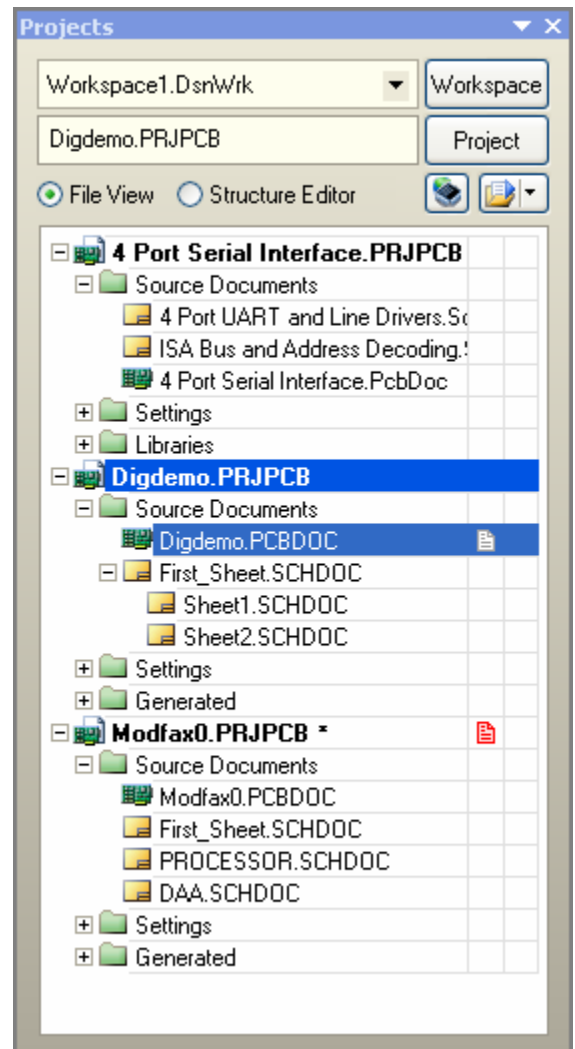 Projects
Workspace1.DsnWrk Workspace
Digdemo.PRJPCB Project
File View Structure Editor
4 Port Serial Interface.PRJPCB
Source Documents
4 Port UART and Line Drivers.Sc
ISA Bus and Address Decoding.S
4 Port Serial Interface.PcbDoc
Settings
Libraries
Digdemo.PRJPCB
Source Documents
Digdemo.PCBDOC
First_Sheet.SCHDOC
Sheet1.SCHDOC
Sheet2.SCHDOC
Settings
Generated
Modfax0.PRJPCB *
Source Documents
Modfax0.PCBDOC
First_Sheet.SCHDOC
PROCESSOR.SCHDOC
DAA.SCHDOC
Settings
Generated